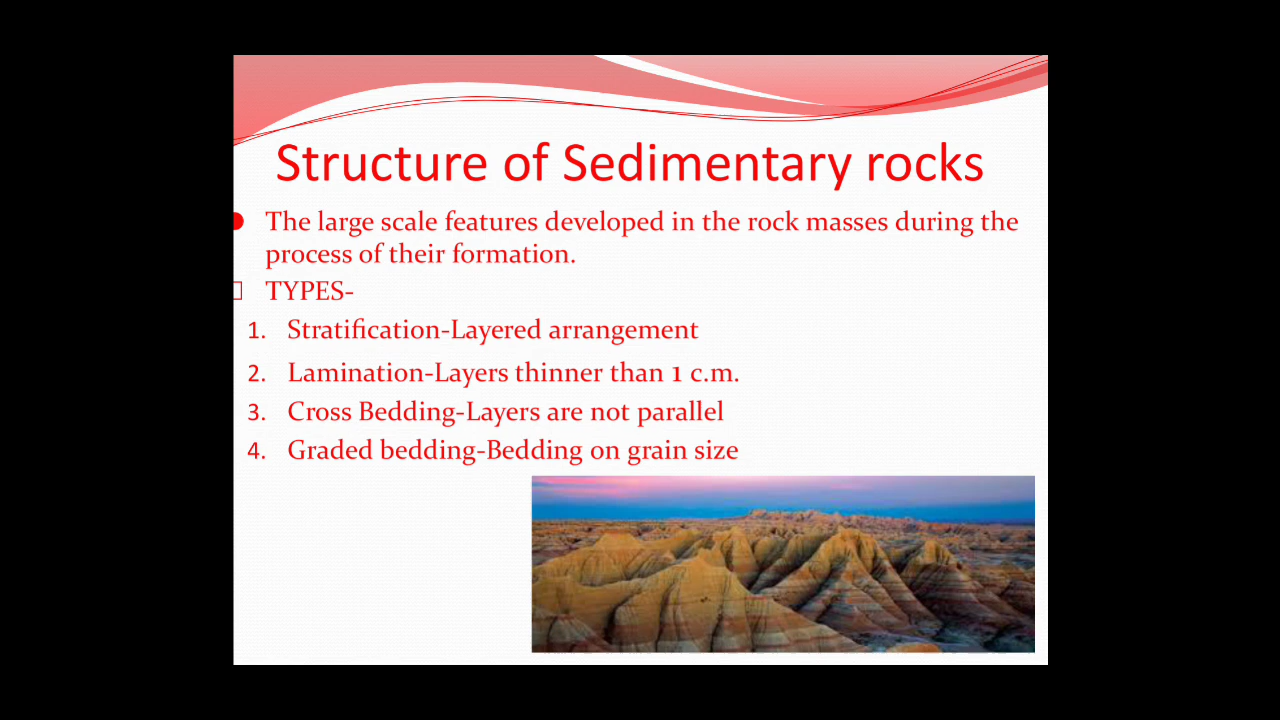 Structure of Sedimentary rocks
The large scale features developed in the rock masses during the
process of their formation.
TYPES-
1. Stratification-Layered arrangement
2. Lamination-Layers thinner than 1 c.m.
3. Cross Bedding-Layers are not parallel
4. Graded bedding-Bedding on grain size